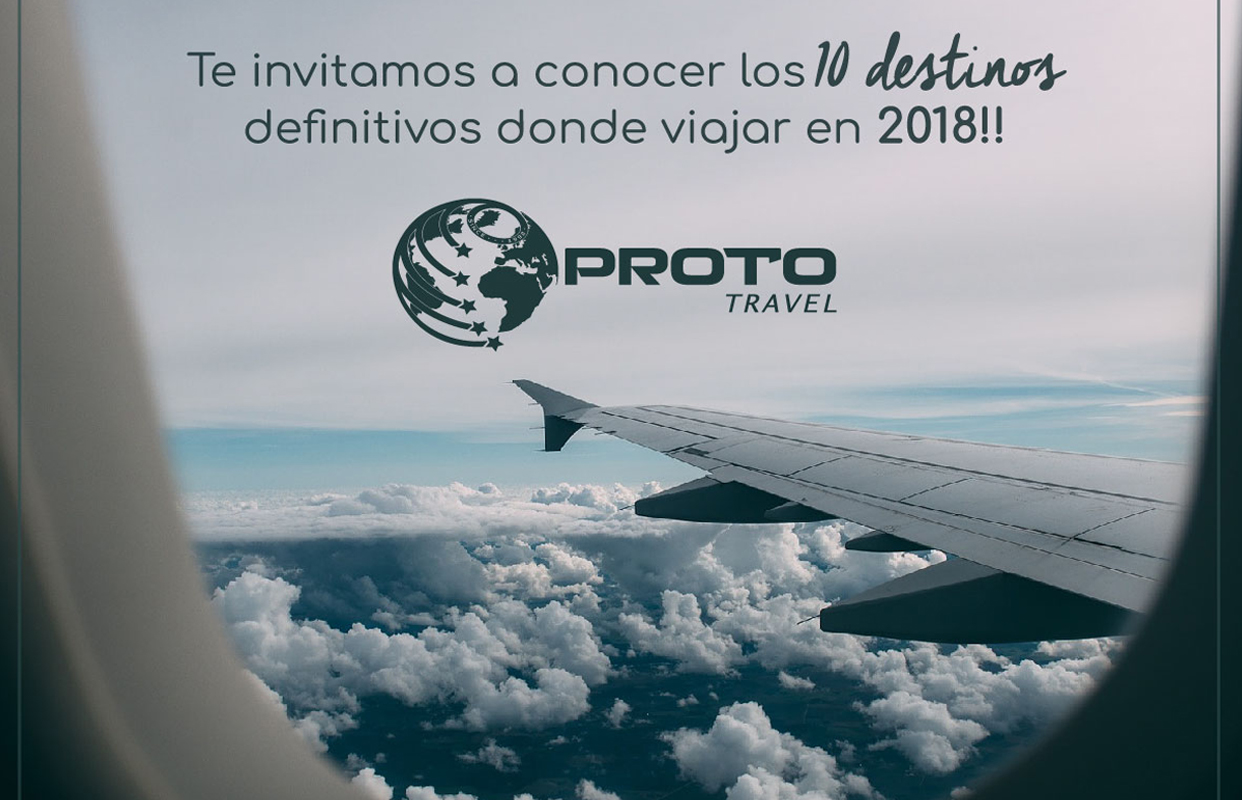 Te invitamos a conocer los 10 destinos
definitivos donde viajar en 2018!!
PROTO
TRAVEL